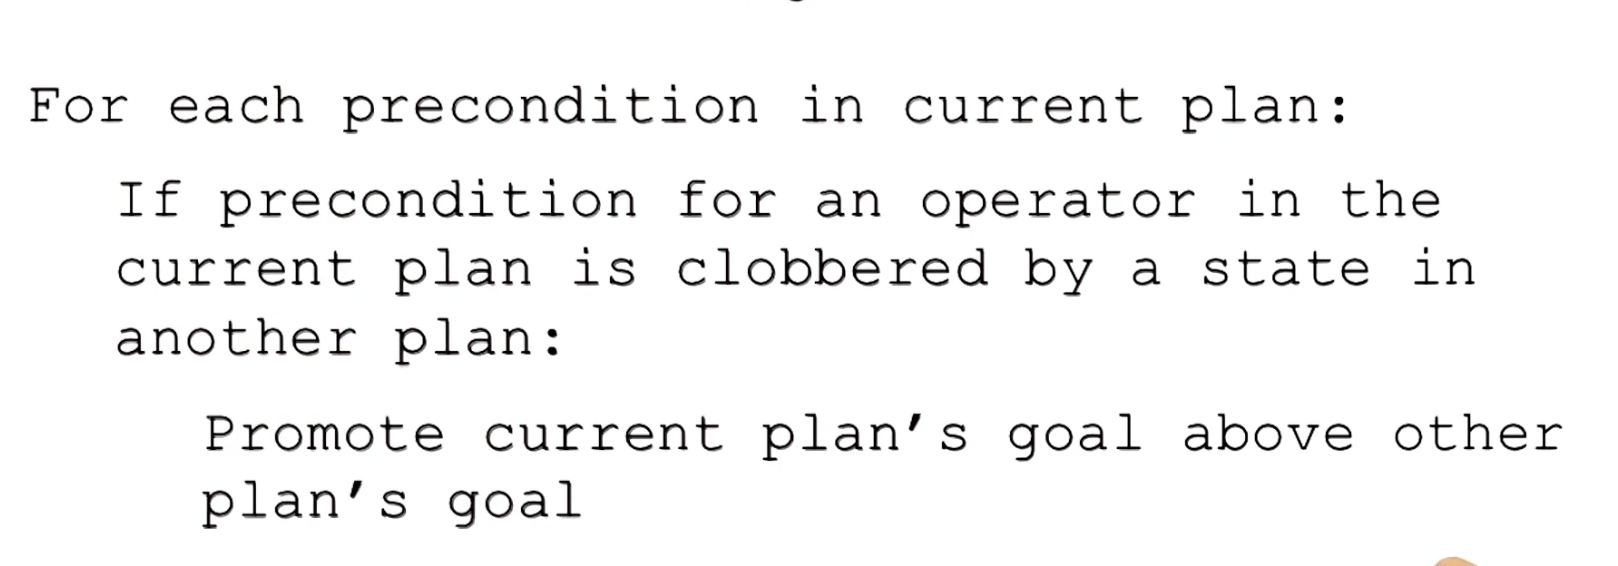 For each precondition in current plan:
If precondition for an operator in the
current plan is clobbered by a state in
another plan:
Promote current plan’s goal above other
plan’s goal